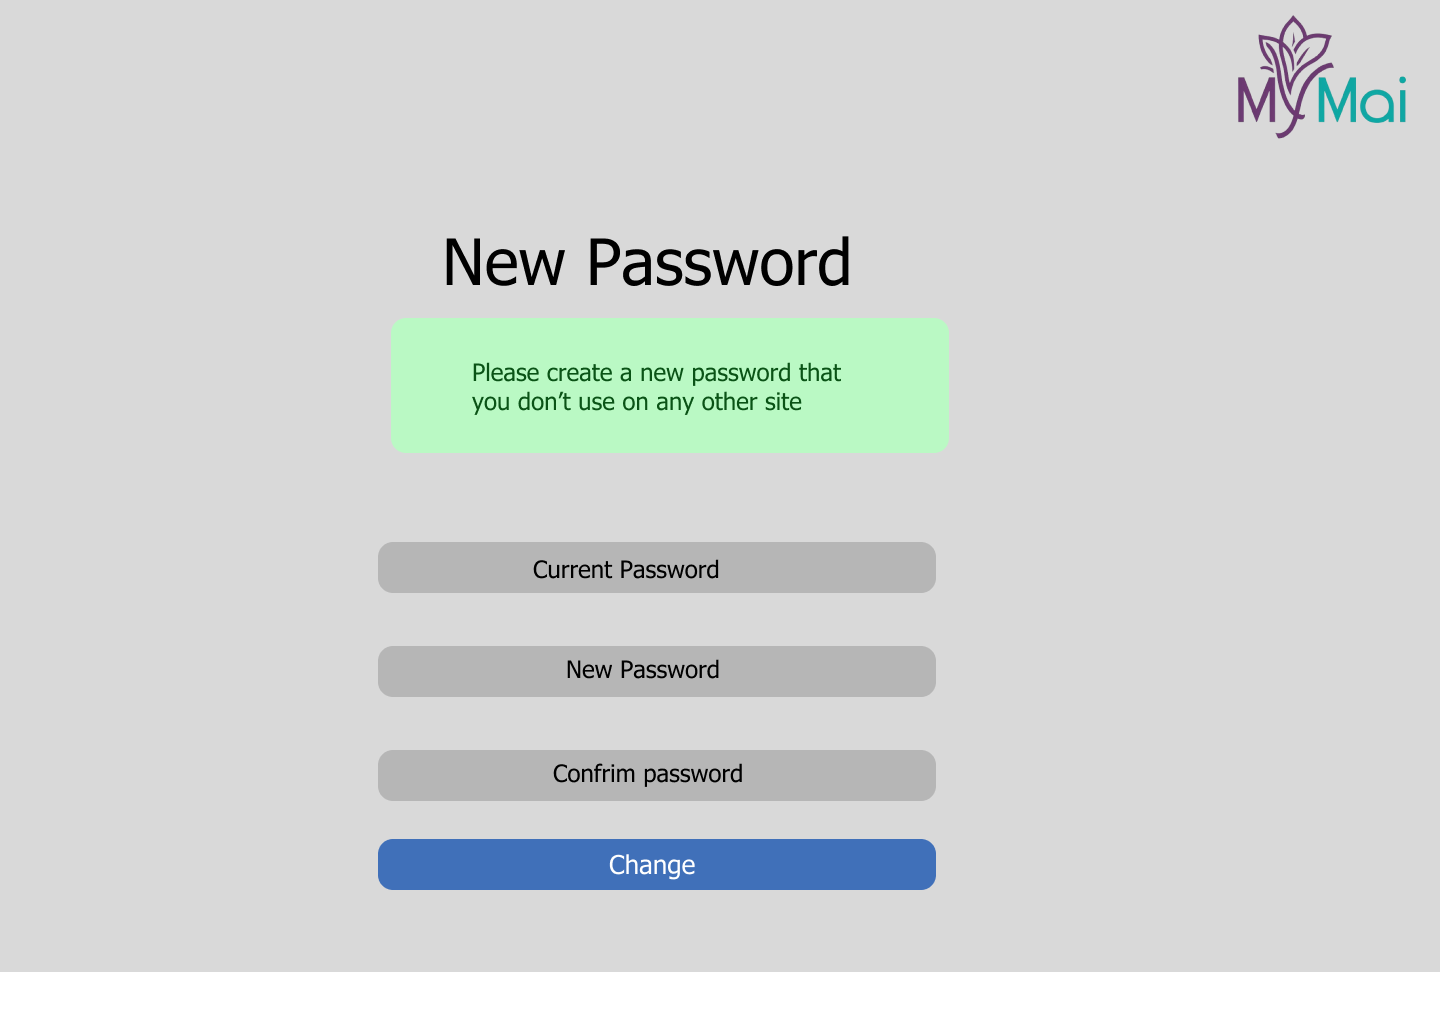 MyMai
New Password
Please create a new password that
you don’t use on any other site
Current Password
New Password
Confrim password
Change